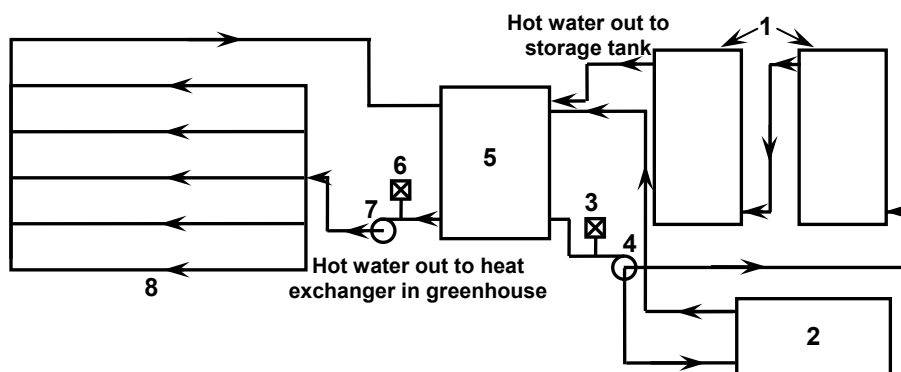 Hot water out to
storage tank
1
5
6
3
7
4
Hot water out to heat
exchanger in greenhouse
8
2